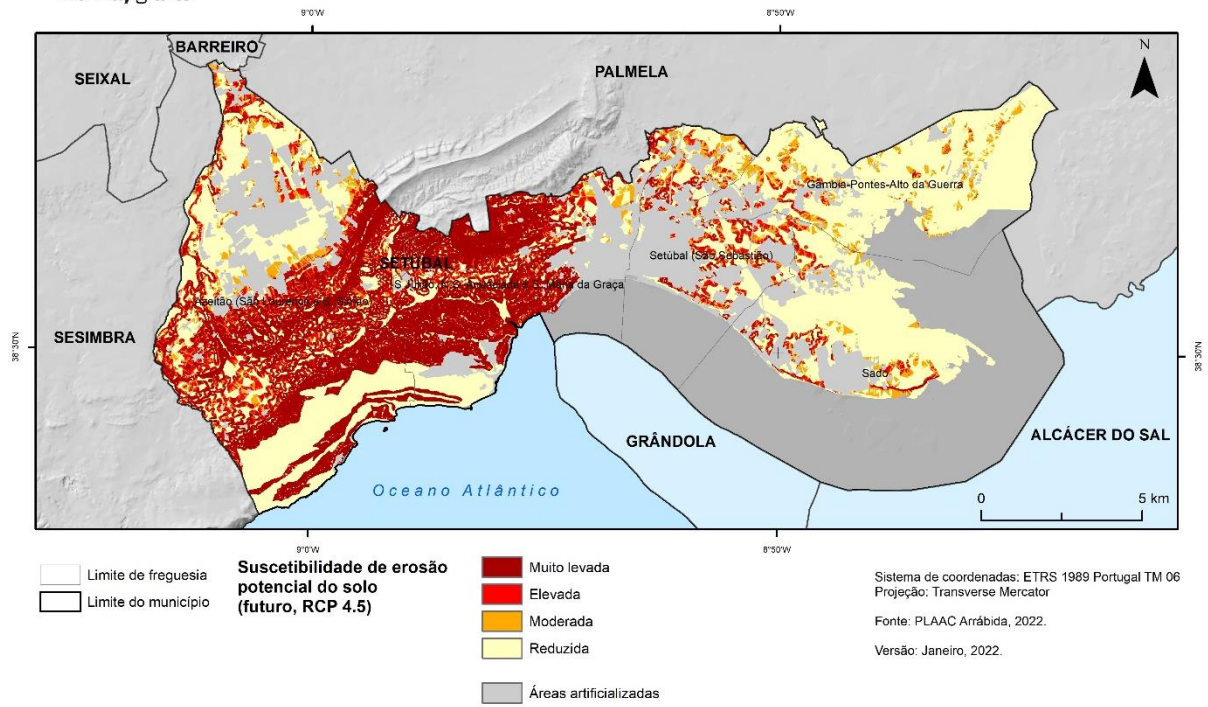 9°0'W
8°50'W
BARREIRO
SEIXAL
PALMELA
N
Gâmbia-Pontes-Alto da Guerra
SETÚBAL
Setúbal (São Sebastião)
da Graça
Azeitão (São Lourenço e S. Simão)
SESIMBRA
38°30'N
38°30'N
Sado
GRÂNDOLA
ALCÁCER DO SAL
Oceano Atlântico
0 5 km
9°0'W
8°50'W
Limite de freguesia
Limite do município
Suscetibilidade de erosão
potencial do solo
(futuro, RCP 4.5)
Muito levada
Elevada
Moderada
Reduzida
Áreas artificializadas
Sistema de coordenadas: ETRS 1989 Portugal TM 06
Projeção: Transverse Mercator
Fonte: PLAAC Arrábida, 2022.
Versão: Janeiro, 2022.